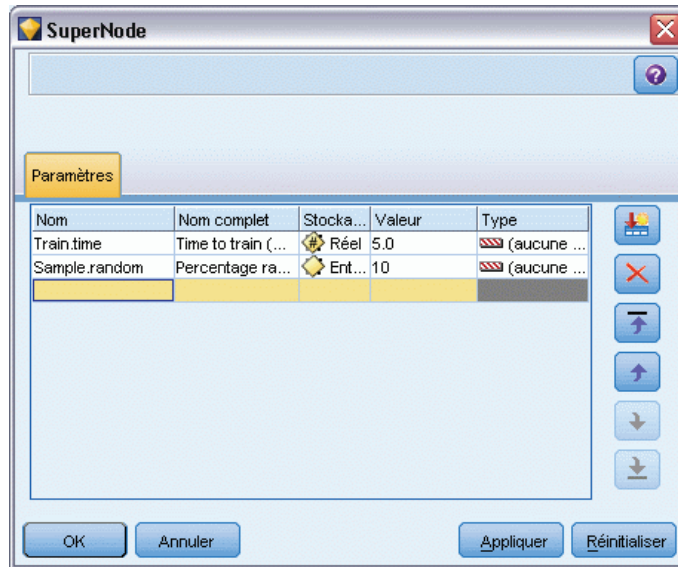 SuperNode
Paramètres
Nom Nom complet Stocka... Valeur Type
Train.time Time to train (... Réel 5.0 (aucune ...
Sample.random Percentage ra... Ent... 10 (aucune ...
OK Annuler Appliquer Réinitialiser